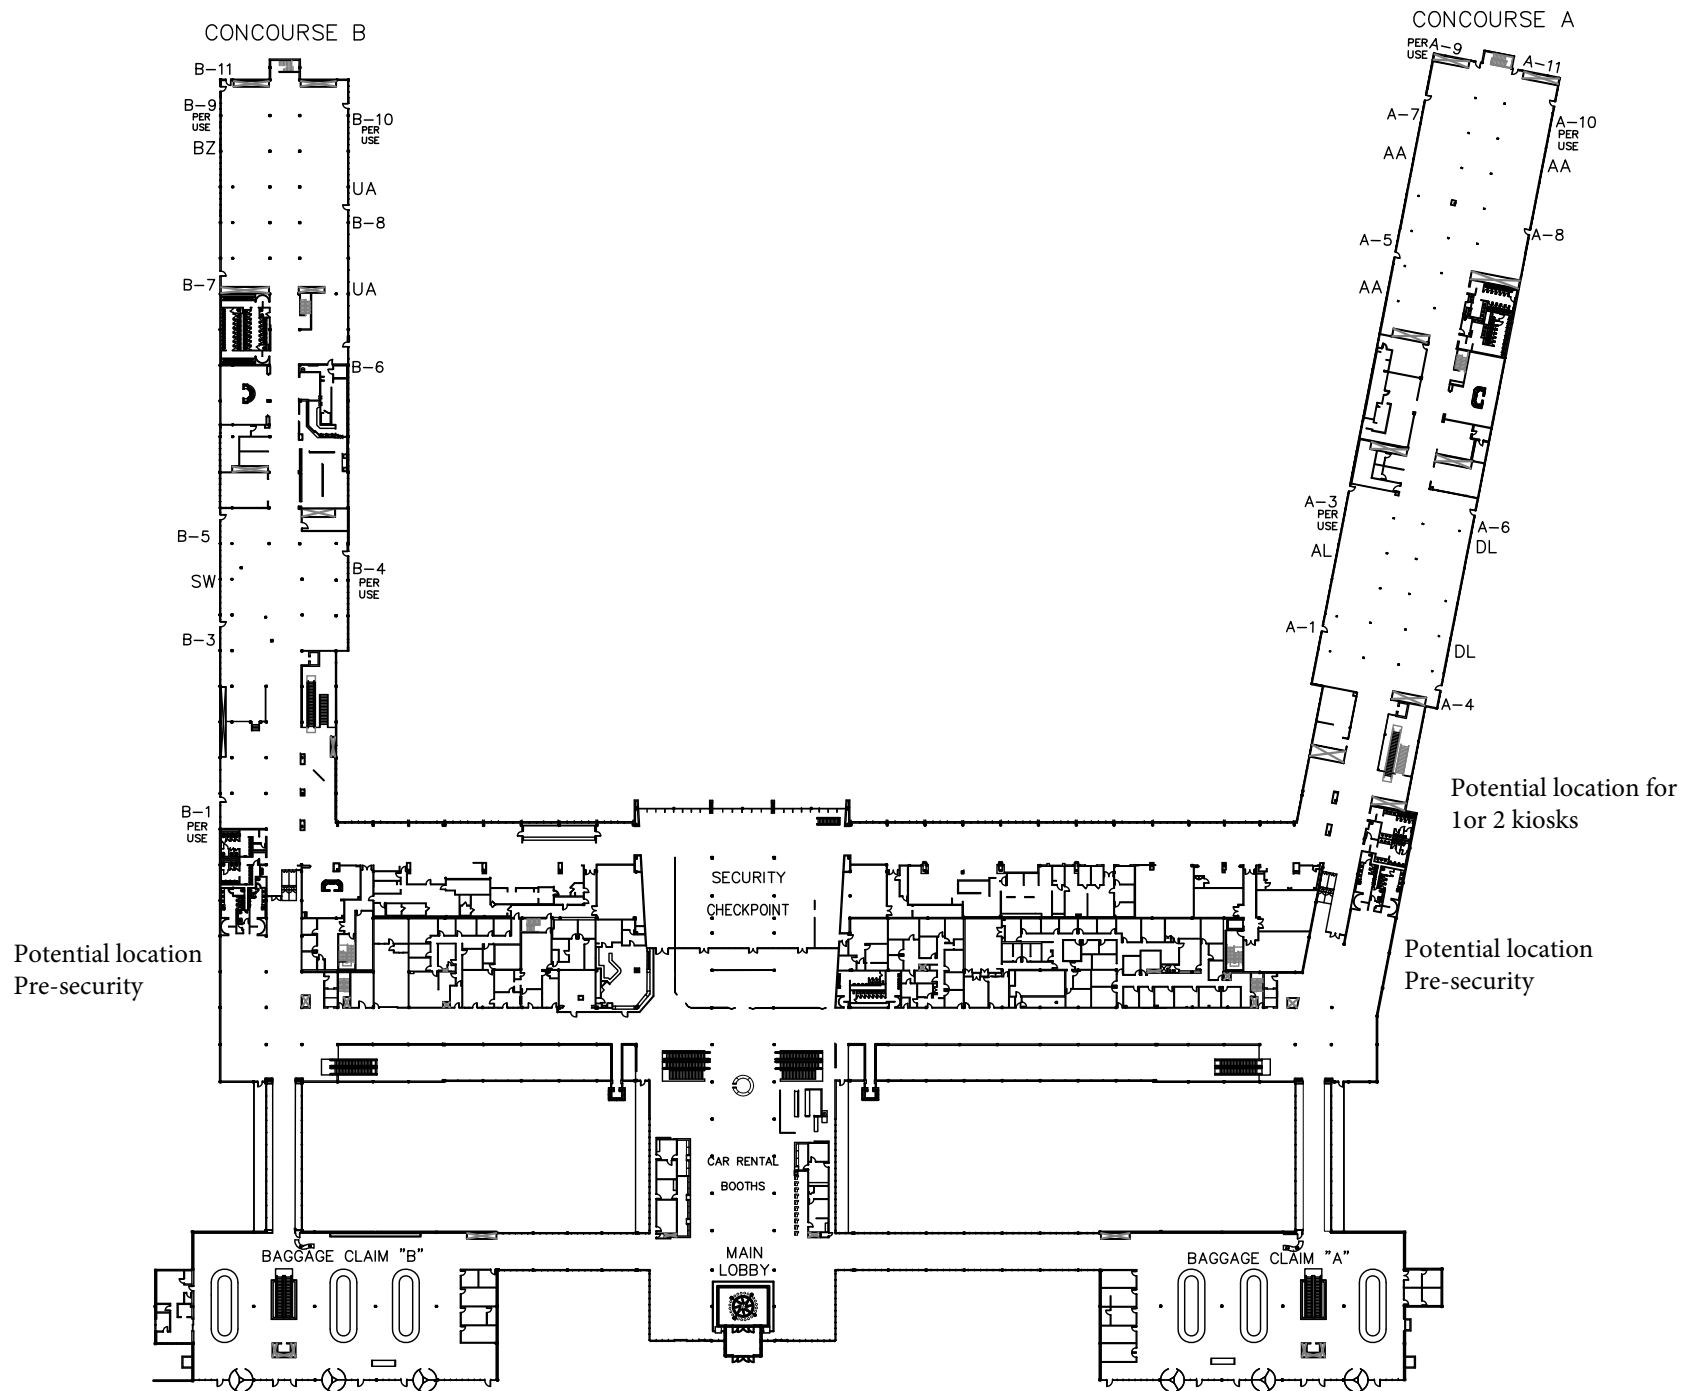 CONCOURSE B
B-11
B-9
PER
USE
BZ
B-10
PER
USE
UA
B-8
B-7
UA
B-6
B-5
SW
B-4
PER
USE
B-3
B-1
PER
USE
CONCOURSE A
PER
USE
A-9
A-11
A-7
A-10
PER
USE
AA
AA
A-5
A-8
AA
A-3
PER
USE
A-6
AL
DL
A-1
DL
A-4
Potential location for
1or 2 kiosks
SECURITY
CHECKPOINT
Potential location
Pre-security
Potential location
Pre-security
CAR RENTAL
BOOTHS
BAGGAGE CLAIM "B"
MAIN
LOBBY
BAGGAGE CLAIM "A"